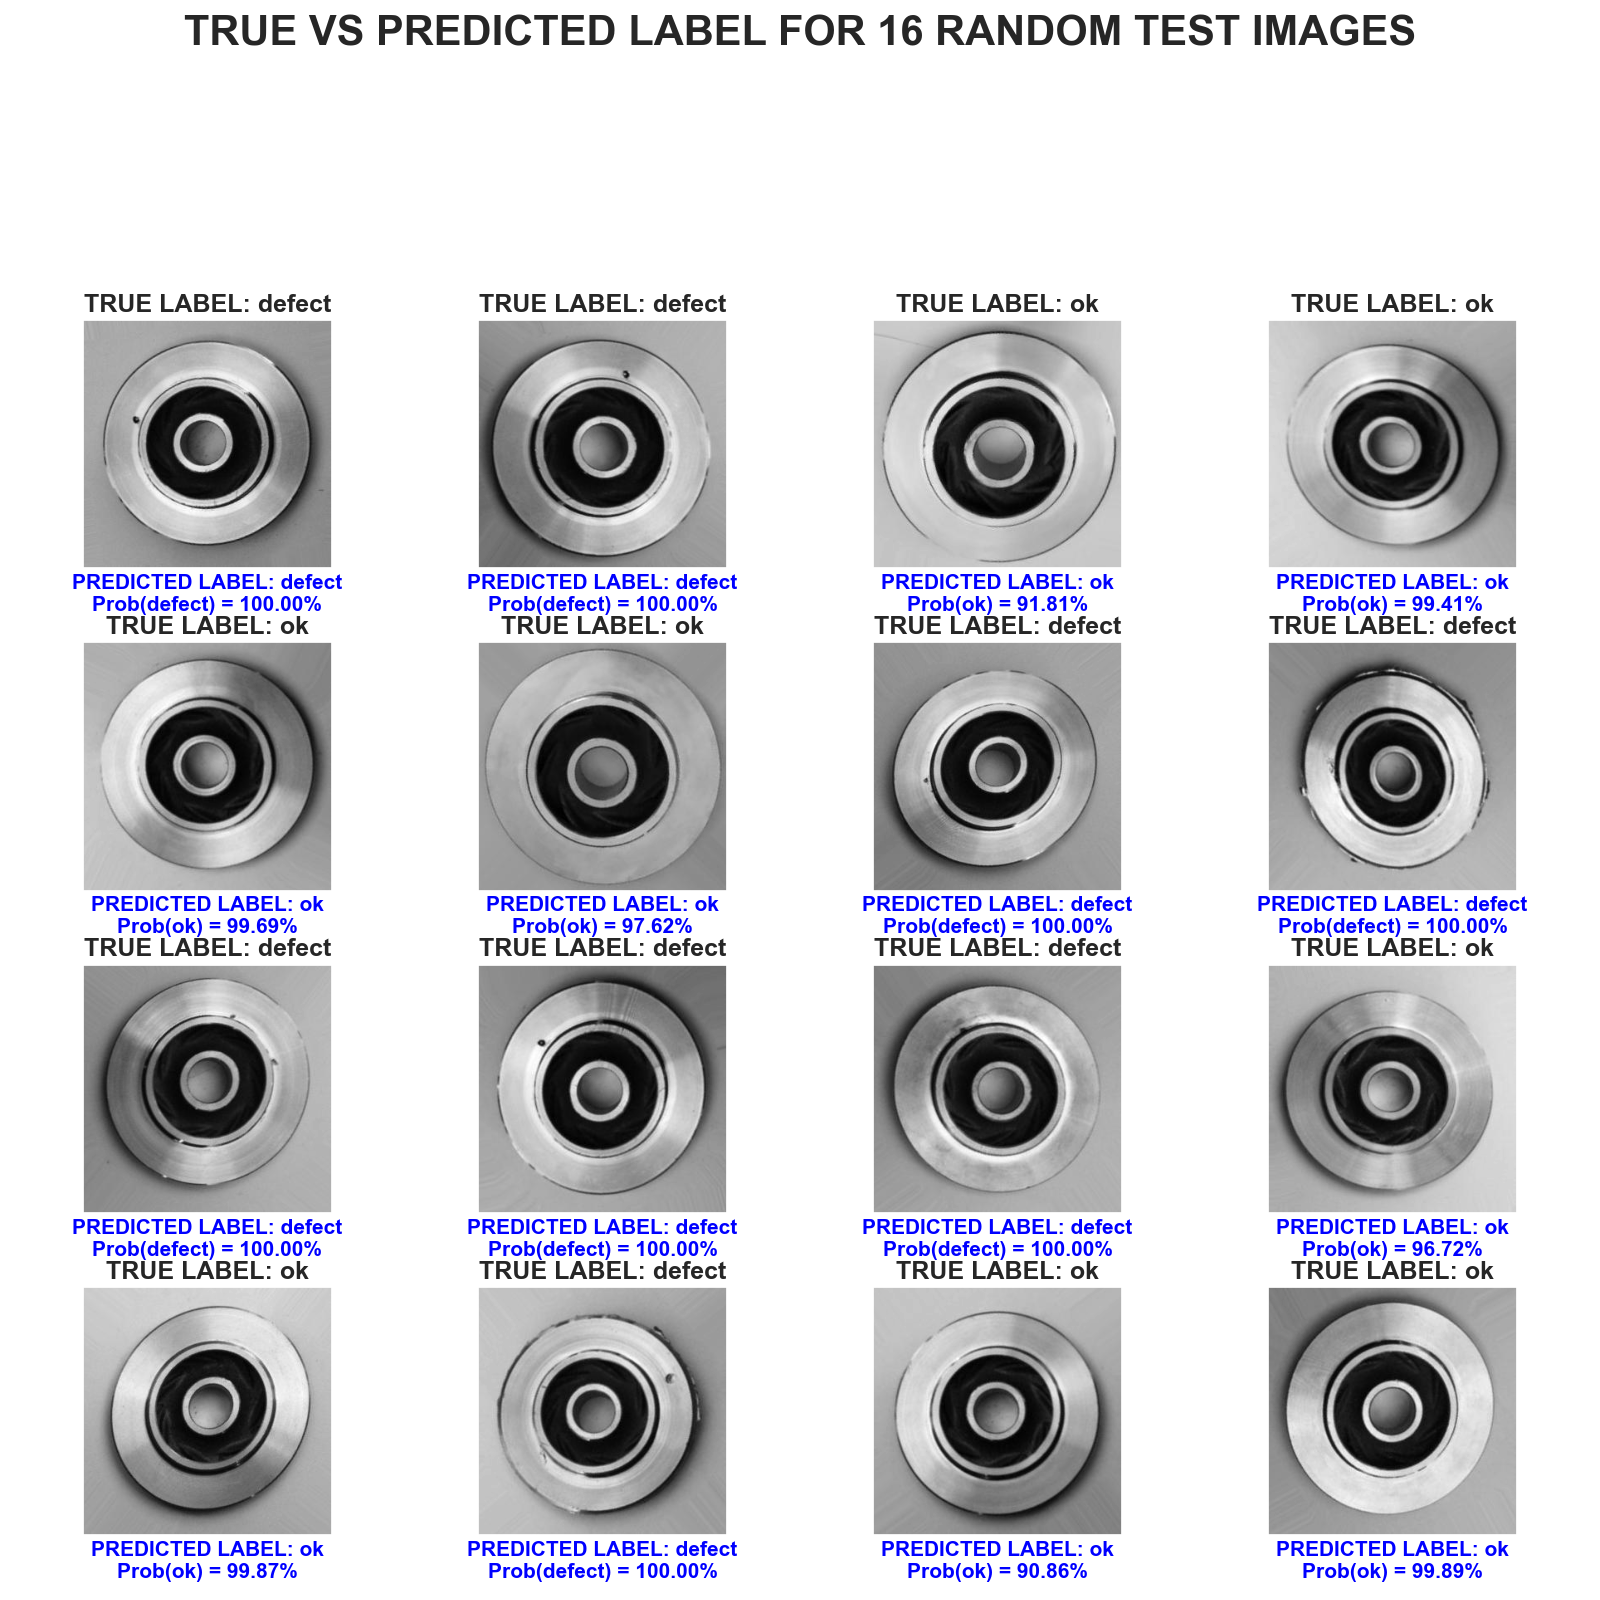 TRUE VS PREDICTED LABEL FOR 16 RANDOM TEST IMAGES
TRUE LABEL: defect
PREDICTED LABEL: defect
Prob(defect) = 100.00%
TRUE LABEL: defect
PREDICTED LABEL: defect
Prob(defect) = 100.00%
TRUE LABEL: ok
PREDICTED LABEL: ok
Prob(ok) = 91.81%
TRUE LABEL: ok
PREDICTED LABEL: ok
Prob(ok) = 99.41%
TRUE LABEL: ok
PREDICTED LABEL: ok
Prob(ok) = 99.69%
TRUE LABEL: ok
PREDICTED LABEL: ok
Prob(ok) = 97.62%
TRUE LABEL: defect
PREDICTED LABEL: defect
Prob(defect) = 100.00%
TRUE LABEL: defect
PREDICTED LABEL: defect
Prob(defect) = 100.00%
TRUE LABEL: defect
PREDICTED LABEL: defect
Prob(defect) = 100.00%
TRUE LABEL: defect
PREDICTED LABEL: defect
Prob(defect) = 100.00%
TRUE LABEL: defect
PREDICTED LABEL: defect
Prob(defect) = 100.00%
TRUE LABEL: ok
PREDICTED LABEL: ok
Prob(ok) = 96.72%
TRUE LABEL: ok
PREDICTED LABEL: ok
Prob(ok) = 99.87%
TRUE LABEL: defect
PREDICTED LABEL: defect
Prob(defect) = 100.00%
TRUE LABEL: ok
PREDICTED LABEL: ok
Prob(ok) = 90.86%
TRUE LABEL: ok
PREDICTED LABEL: ok
Prob(ok) = 99.89%